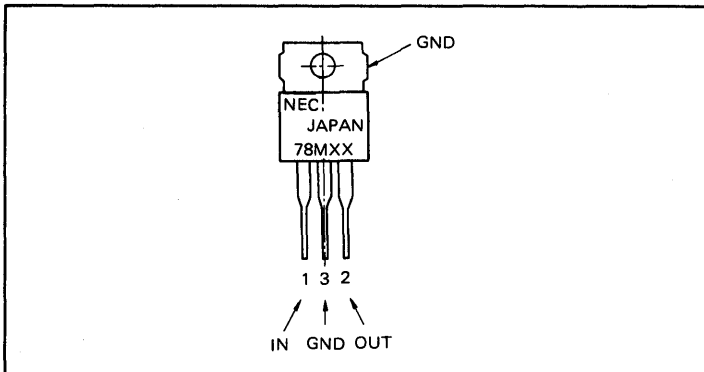 GND
NEC
JAPAN
78MXX
1 3 2
IN GND OUT